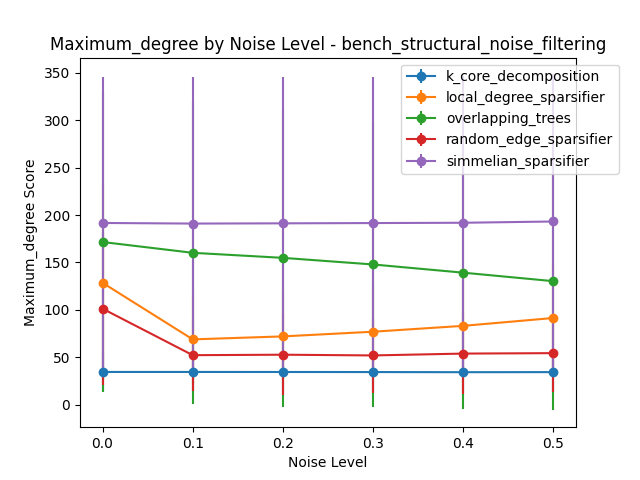 Maximum_degree by Noise Level - bench_structural_noise_filtering
350
300
250
200
150
100
50
0
Maximum_degree Score
k_core_decomposition
local_degree_sparsifier
overlapping_trees
random_edge_sparsifier
simmelian_sparsifier
0.0 0.1 0.2 0.3 0.4 0.5
Noise Level